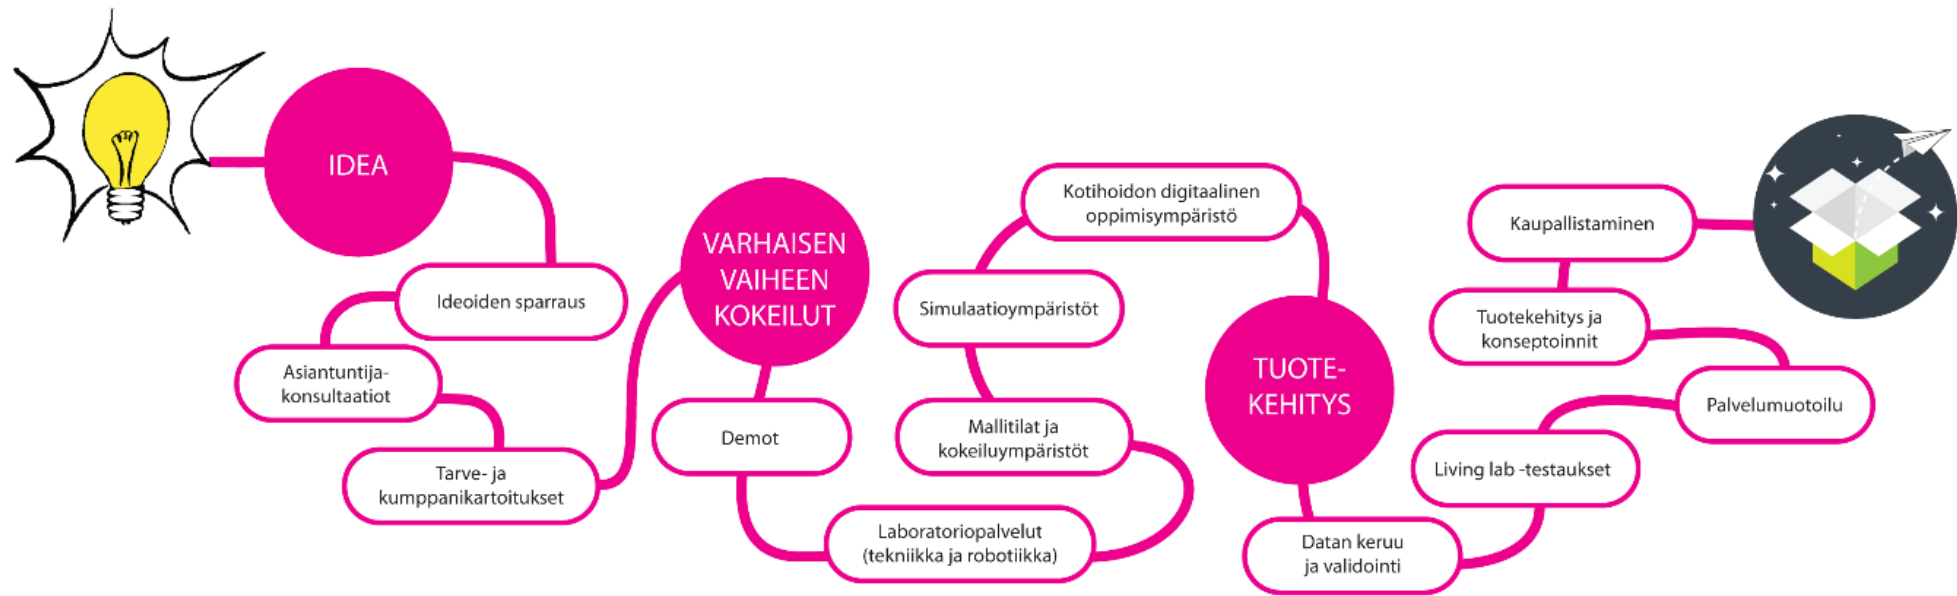 IDEA
Ideoiden sparraus
Asiantuntija-
konsultaatiot
Tarve- ja
kumppanikartoitukset
VARHAISEN
VAIHEEN
KOKEILUT
Demot
Laboratoriopalvelut
(tekniikka ja robotiikka)
Mallitilat ja
kokeiluympäristöt
Simulaatioympäristöt
Kotihoidon digitaalinen
oppimisympäristö
TUOTE-
KEHITYS
Datan keruu
ja validointi
Living lab -testaukset
Palvelumuotoilu
Tuotekehitys ja
konseptoinnit
Kaupallistaminen